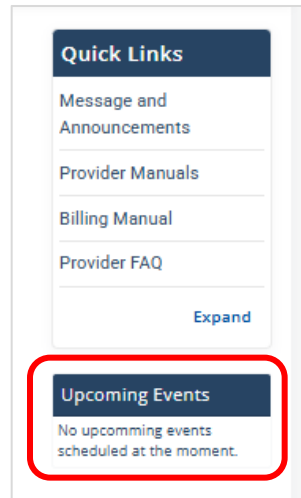 Quick Links
Message and
Announcements
Provider Manuals
Billing Manual
Provider FAQ
Expand
Upcoming Events
No upcomming events
scheduled at the moment.